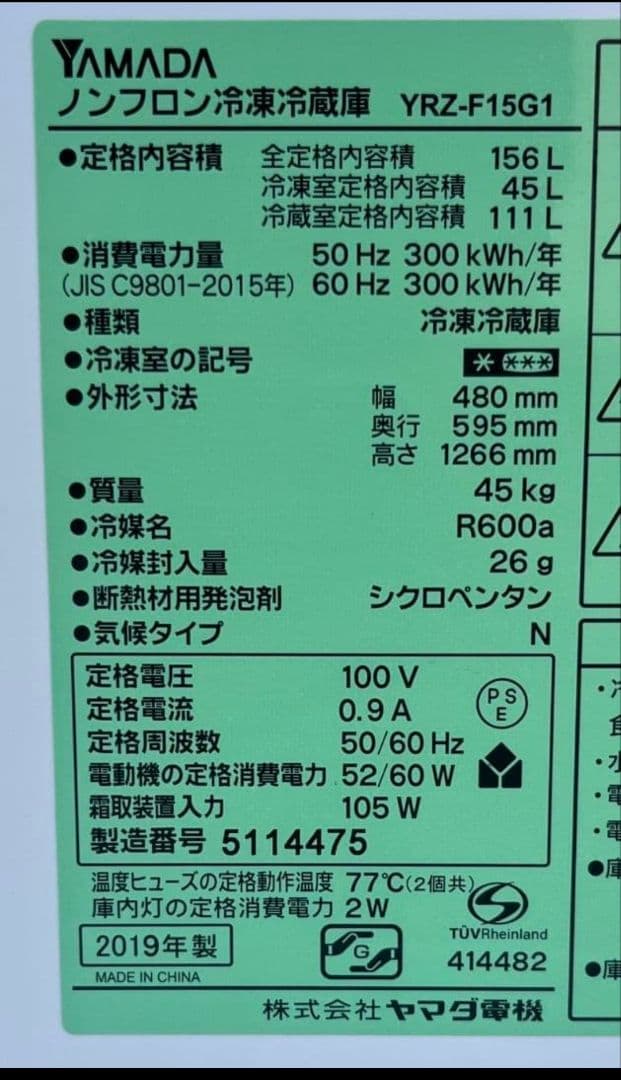 YAMADA
ノンフロン冷凍冷蔵庫 YRZ-F15G1
●定格内容積 全定格内容積 156 L
冷凍室定格内容積 45 L
冷蔵室定格内容積 111 L
●消費電力量 50 Hz 300 kWh/年
(JIS C9801-2015年) 60 Hz 300 kWh/年
●種類 冷凍冷蔵庫
●冷凍室の記号 * ***
●外形寸法 幅 480 mm
奥行 595 mm
高さ 1266 mm
●質量 45 kg
●冷媒名 R600a
●冷媒封入量 26 g
●断熱材用発泡剤 シクロペンタン
●気候タイプ N
定格電圧 100 V
定格電流 0.9 A
PSE
定格周波数 50/60 Hz
電動機の定格消費電力 52/60 W
霜取装置入力 105 W
製造番号 5114475
温度ヒューズの定格動作温度 77℃(2個共)
庫内灯の定格消費電力 2 W
2019年製
G
TÜVRheinland
414482
MADE IN CHINA
株式会社ヤマダ電機